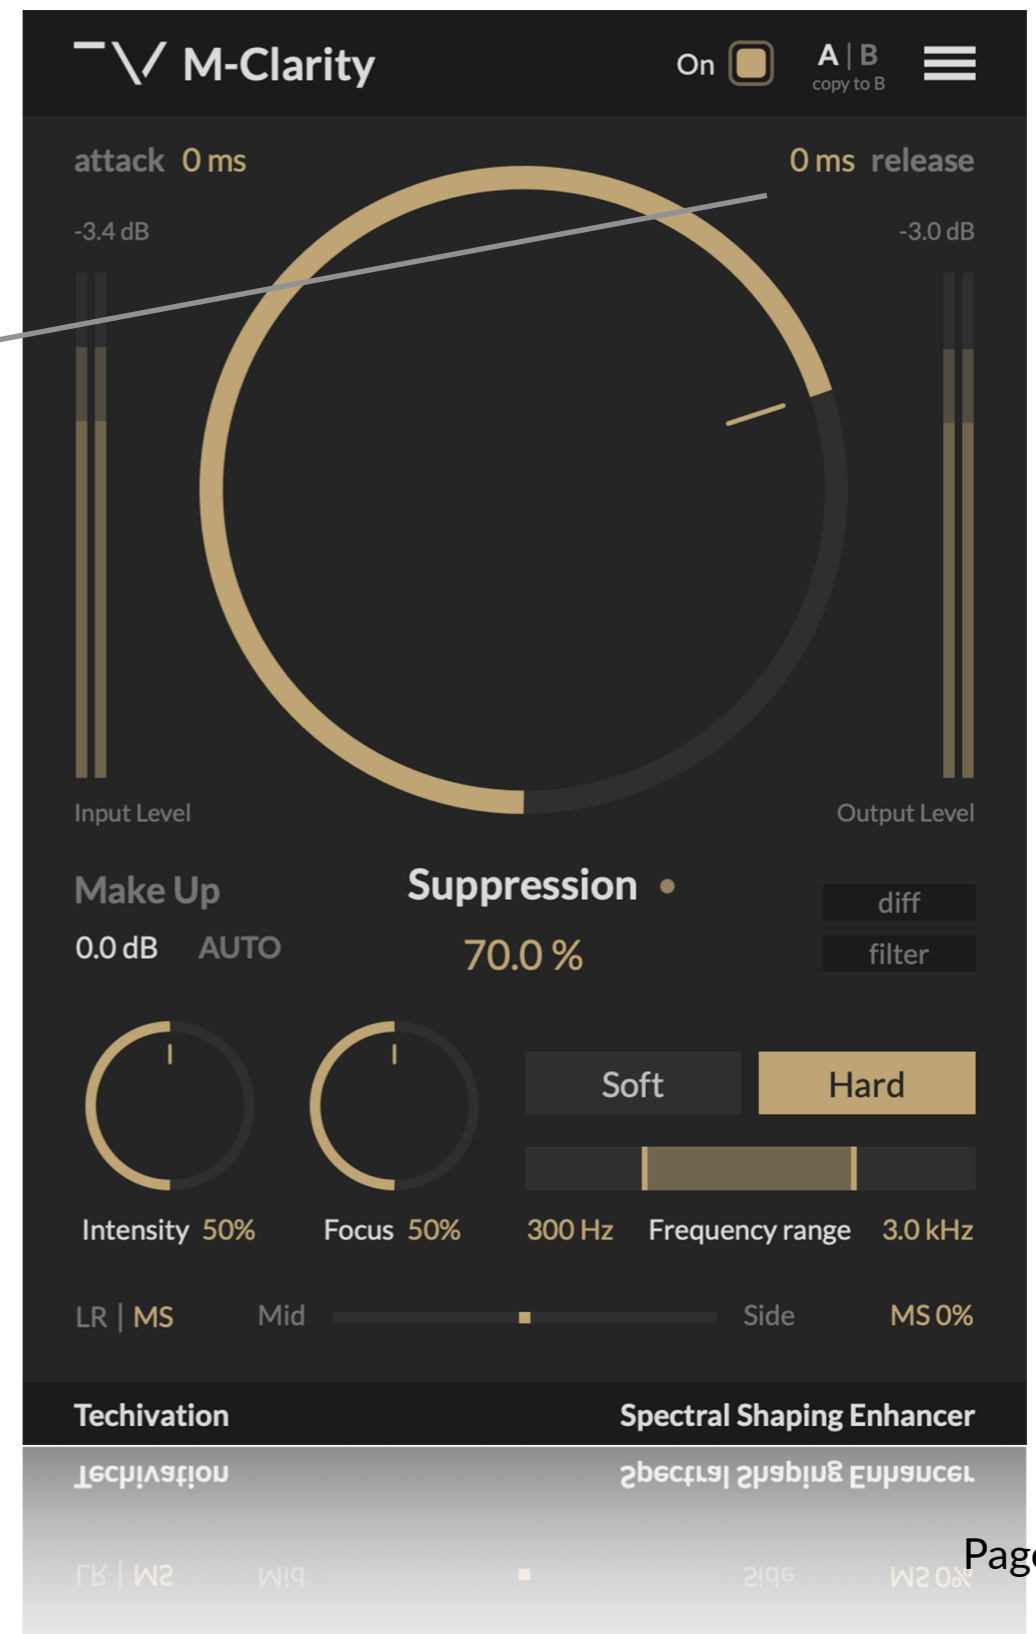 M-Clarity
On
A | B
copy to B
attack 0 ms
0 ms release
-3.4 dB
-3.0 dB
Input Level
Output Level
Make Up
Suppression
diff
0.0 dB AUTO
70.0 %
filter
Soft
Hard
Intensity 50%
Focus 50%
300 Hz Frequency range 3.0 kHz
LR | MS
Mid
Side
MS 0%
Techivation
Spectral Shaping Enhancer
Techivation
Spectral Shaping Enhancer
LR | MS
Mid
Side
MS 0%